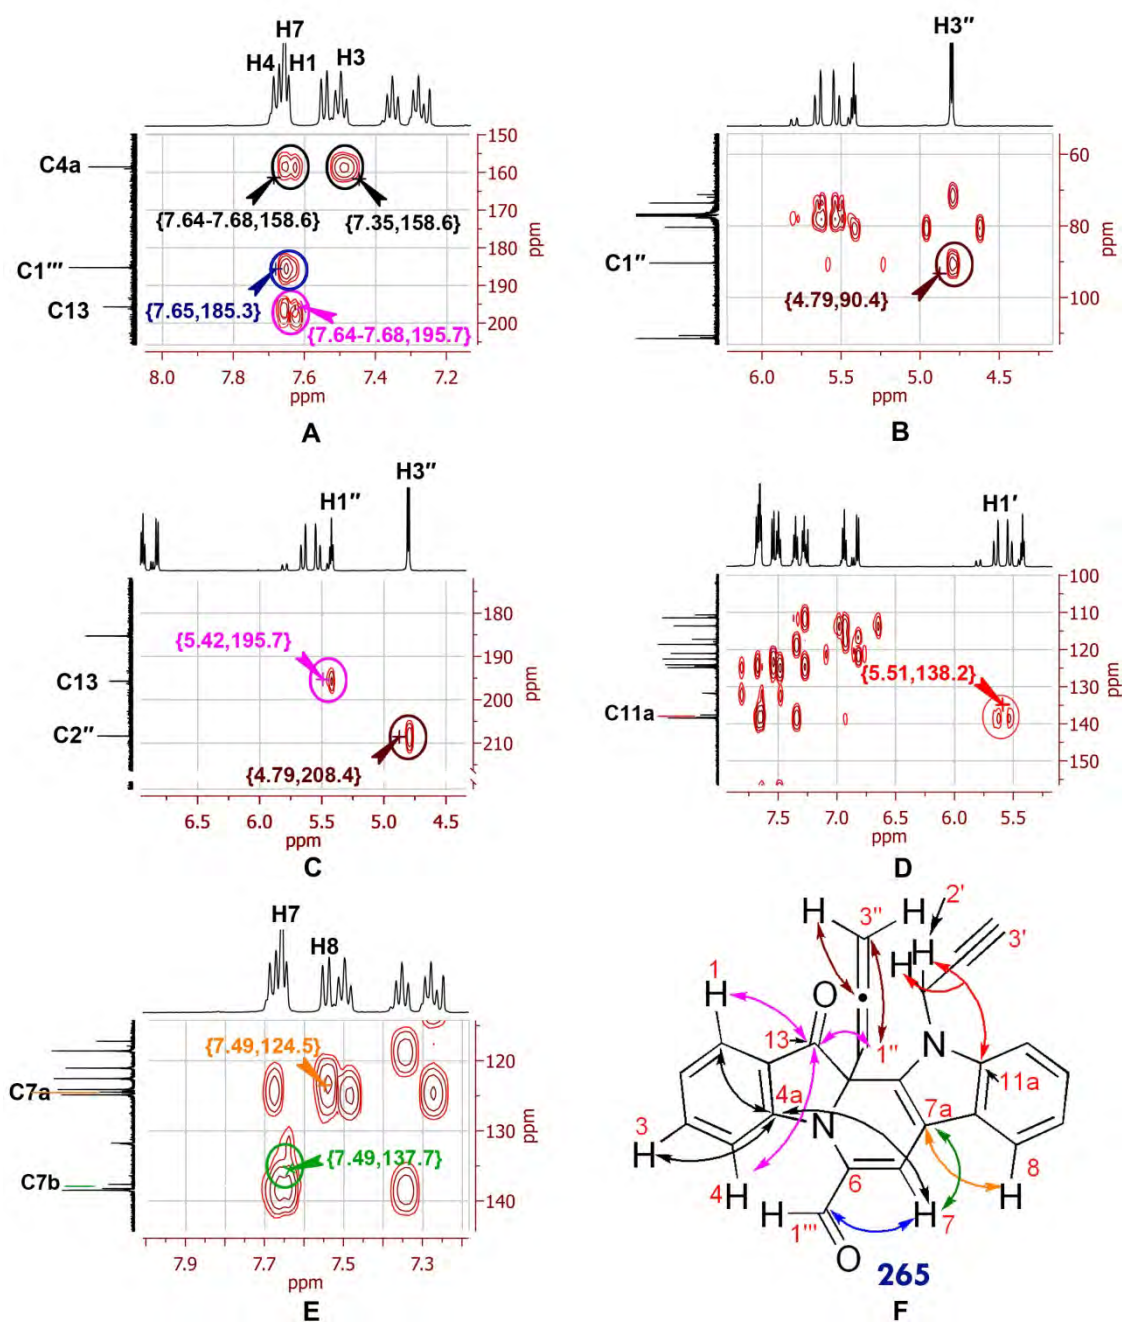 H7
H4 H1 H3
C4a
C1‴
C13
{7.64-7.68,158.6}
{7.35,158.6}
{7.65,185.3}
{7.64-7.68,195.7}
150
160
170
180
190
200
ppm
8.0 7.8 7.6 7.4 7.2
ppm
A
H3″
C1″
{4.79,90.4}
60
80
100
ppm
6.0 5.5 5.0 4.5
ppm
B
H3″
H1″
{5.42,195.7}
C13
C2″
{4.79,208.4}
180
190
200
210
ppm
6.5 6.0 5.5 5.0 4.5
ppm
C
H1′
{5.51,138.2}
C11a
100
110
120
130
140
150
ppm
7.5 7.0 6.5 6.0 5.5
ppm
D
H7
H8
{7.49,124.5}
C7a
{7.49,137.7}
C7b
120
130
140
ppm
7.9 7.7 7.5 7.3
ppm
E
H 3″ H 2'
H H 3'
1
H O
13 1″ N
4a 11a
7a
3 N
H 6 8
4 H H 7 H
H 1‴ O
265
F